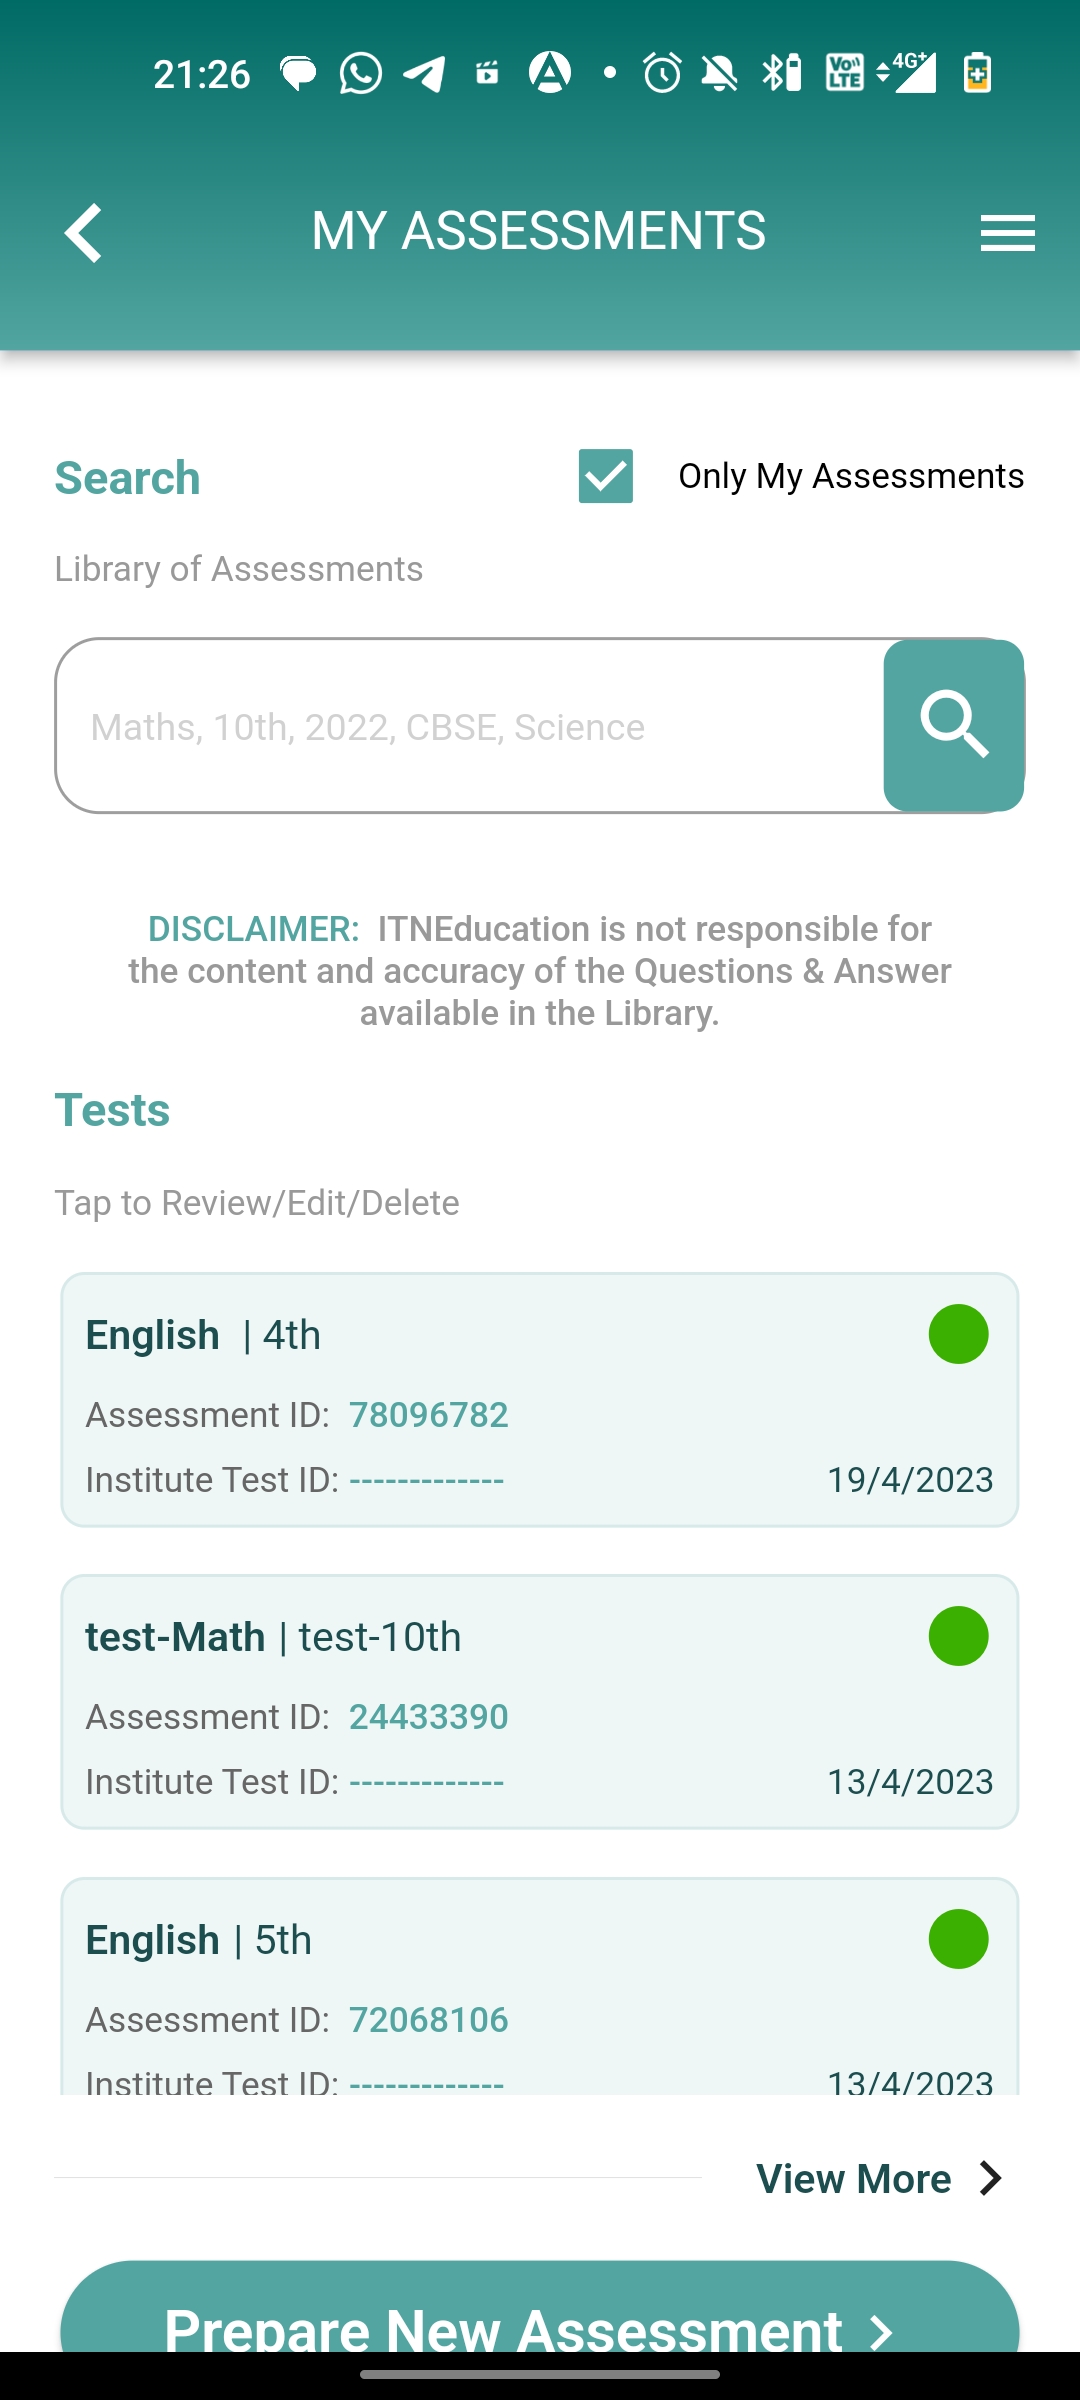 21:26
VoLTE 4G+
MY ASSESSMENTS
Search
Only My Assessments
Library of Assessments
Maths, 10th, 2022, CBSE, Science
DISCLAIMER: ITNEducation is not responsible for
the content and accuracy of the Questions & Answer
available in the Library.
Tests
Tap to Review/Edit/Delete
English | 4th
Assessment ID: 78096782
Institute Test ID: ------------- 19/4/2023
test-Math | test-10th
Assessment ID: 24433390
Institute Test ID: ------------- 13/4/2023
English | 5th
Assessment ID: 72068106
Institute Test ID: ------------- 13/4/2023
View More
Prepare New Assessment